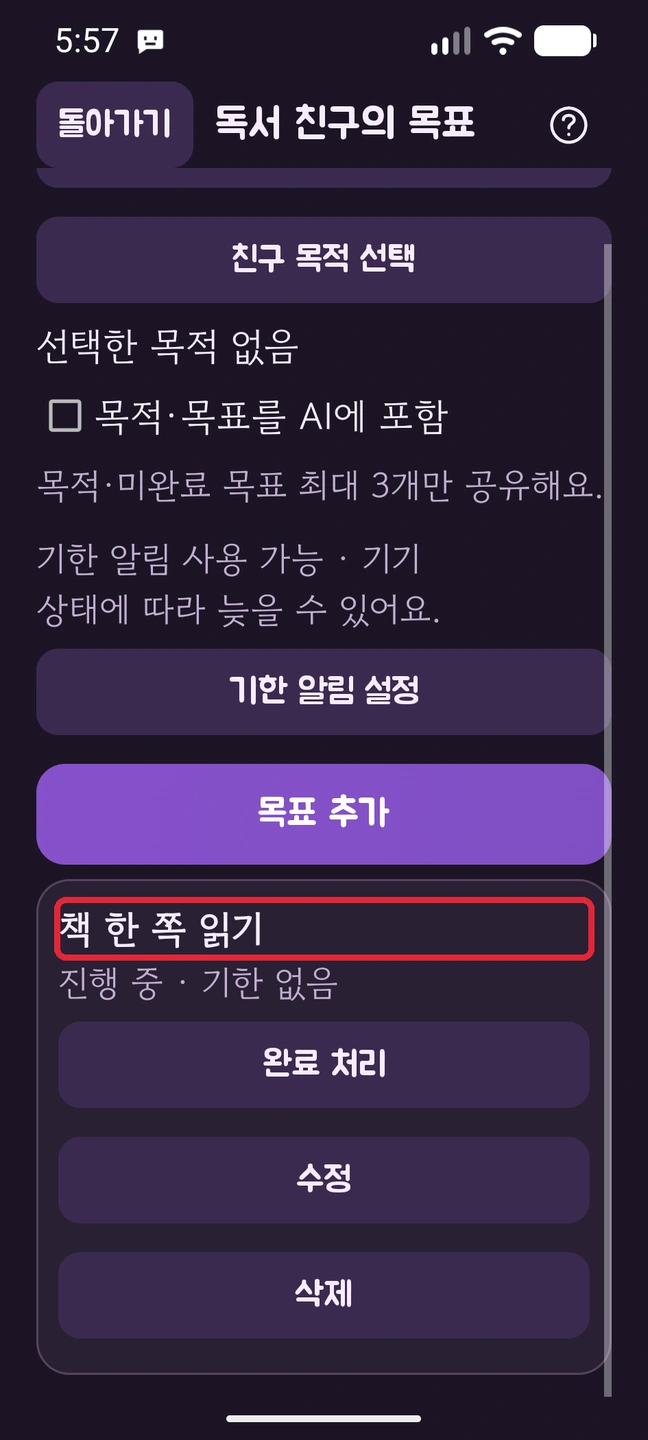 5:57
돌아가기 독서 친구의 목표
친구 목적 선택
선택한 목적 없음
목적·목표를 AI에 포함
목적·미완료 목표 최대 3개만 공유해요.
기한 알림 사용 가능 · 기기
상태에 따라 늦을 수 있어요.
기한 알림 설정
목표 추가
책 한 쪽 읽기
진행 중 · 기한 없음
완료 처리
수정
삭제